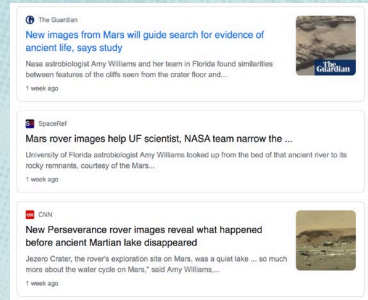 The Guardian
New images from Mars will guide search for evidence of
ancient life, says study
Nasa astrobiologist Amy Williams and her team in Florida found similarities
between features of the cliffs seen from the crater floor and...
1 week ago
The
Guardian
SpaceRef
Mars rover images help UF scientist, NASA team narrow the ...
University of Florida astrobiologist Amy Williams looked up from the bed of that ancient river to its
rocky remnants, courtesy of the Mars...
1 week ago
CNN
CNN
New Perseverance rover images reveal what happened
before ancient Martian lake disappeared
Jezero Crater, the rover's exploration site on Mars, was a quiet lake ... so much
more about the water cycle on Mars," said Amy Williams,...
1 week ago